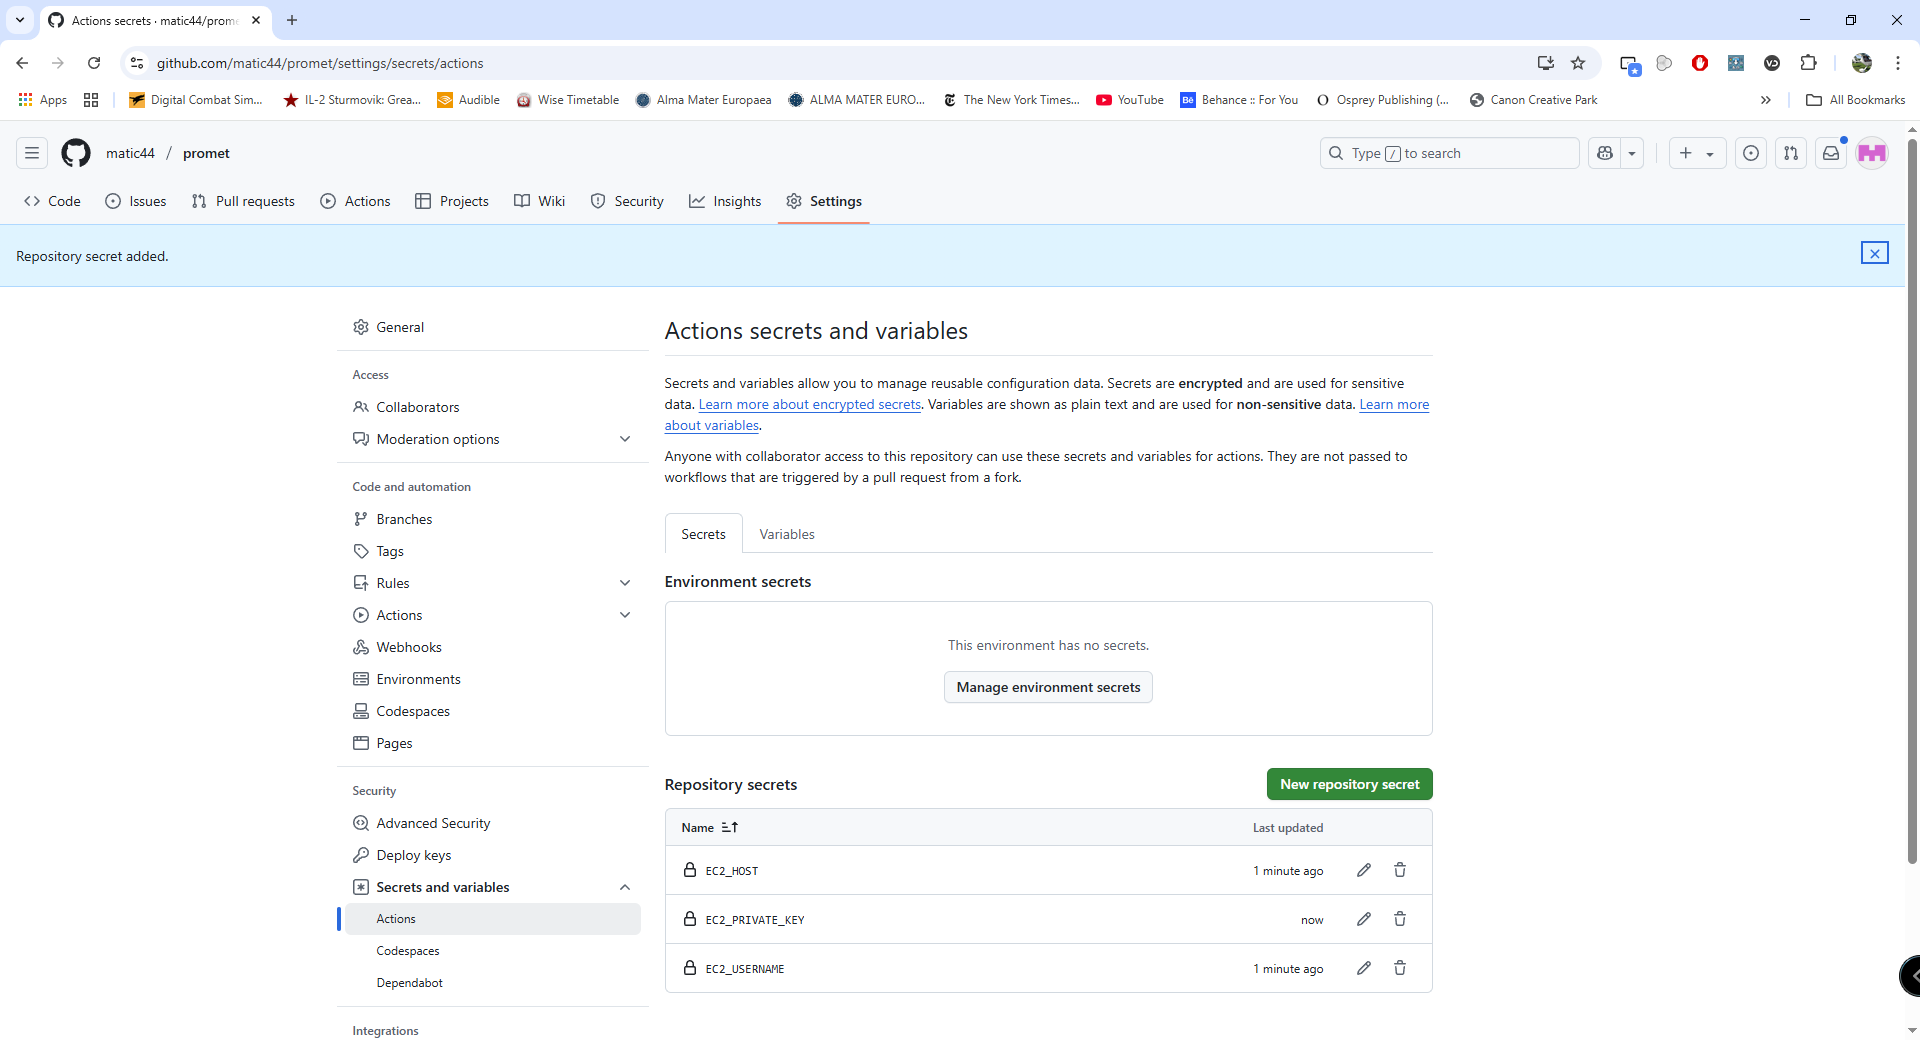 Actions secrets · matic44/prome
github.com/matic44/promet/settings/secrets/actions
Apps
Digital Combat Sim...
IL-2 Sturmovik: Grea...
Audible
Wise Timetable
Alma Mater Europaea
ALMA MATER EURO...
The New York Times...
YouTube
Behance :: For You
Osprey Publishing (...
Canon Creative Park
All Bookmarks
matic44 / promet
Type / to search
Code
Issues
Pull requests
Actions
Projects
Wiki
Security
Insights
Settings
Repository secret added.
General
Access
Collaborators
Moderation options
Code and automation
Branches
Tags
Rules
Actions
Webhooks
Environments
Codespaces
Pages
Security
Advanced Security
Deploy keys
Secrets and variables
Actions
Codespaces
Dependabot
Integrations
Actions secrets and variables
Secrets and variables allow you to manage reusable configuration data. Secrets are encrypted and are used for sensitive
data. Learn more about encrypted secrets. Variables are shown as plain text and are used for non-sensitive data. Learn more
about variables.
Anyone with collaborator access to this repository can use these secrets and variables for actions. They are not passed to
workflows that are triggered by a pull request from a fork.
Secrets
Variables
Environment secrets
This environment has no secrets.
Manage environment secrets
Repository secrets
New repository secret
Name
Last updated
EC2_HOST
1 minute ago
EC2_PRIVATE_KEY
now
EC2_USERNAME
1 minute ago